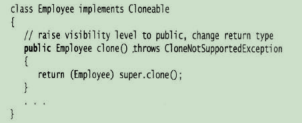 class Employee implements Cloneable
{
// raise visibility level to public, change return type
public Employee clone() throws CloneNotSupportedException
{
return (Employee) super.clone();
}
. . .
}